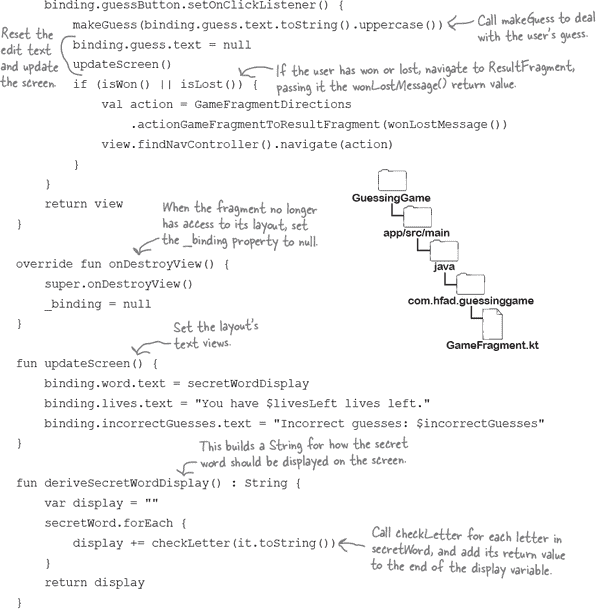 binding.guessButton.setOnClickListener() {
makeGuess(binding.guess.text.toString().uppercase())
Call makeGuess to deal
with the user's guess.
Reset the
edit text
and update
the screen.
binding.guess.text = null
updateScreen()
if (isWon() || isLost()) {
If the user has won or lost, navigate to ResultFragment,
passing it the wonLostMessage() return value.
val action = GameFragmentDirections
.actionGameFragmentToResultFragment(wonLostMessage())
view.findNavController().navigate(action)
}
}
return view
}
When the fragment no longer
has access to its layout, set
the _binding property to null.
GuessingGame
app/src/main
java
com.hfad.guessinggame
GameFragment.kt
override fun onDestroyView() {
super.onDestroyView()
_binding = null
}
Set the layout's
text views.
fun updateScreen() {
binding.word.text = secretWordDisplay
binding.lives.text = "You have $livesLeft lives left."
binding.incorrectGuesses.text = "Incorrect guesses: $incorrectGuesses"
}
This builds a String for how the secret
word should be displayed on the screen.
fun deriveSecretWordDisplay() : String {
var display = ""
secretWord.forEach {
display += checkLetter(it.toString())
Call checkLetter for each letter in
secretWord, and add its return value
to the end of the display variable.
}
return display
}